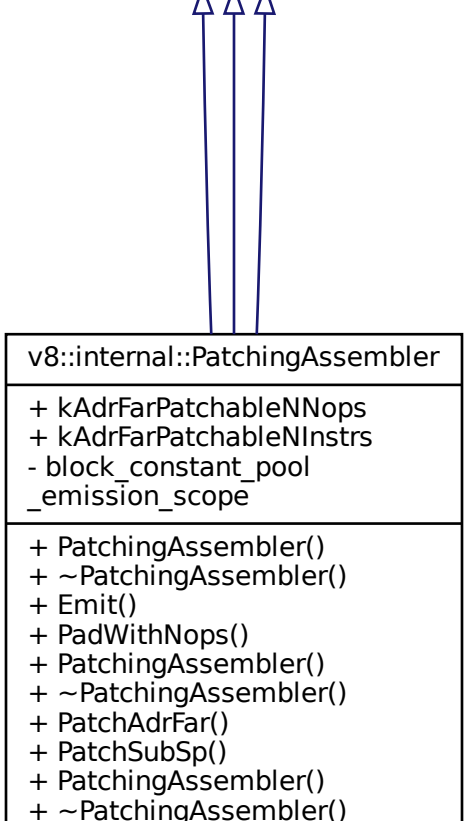 v8::internal::PatchingAssembler
+ kAdrFarPatchableNNops
+ kAdrFarPatchableNInstrs
- block_constant_pool
_emission_scope
+ PatchingAssembler()
+ ~PatchingAssembler()
+ Emit()
+ PadWithNops()
+ PatchingAssembler()
+ ~PatchingAssembler()
+ PatchAdrFar()
+ PatchSubSp()
+ PatchingAssembler()
+ ~PatchingAssembler()